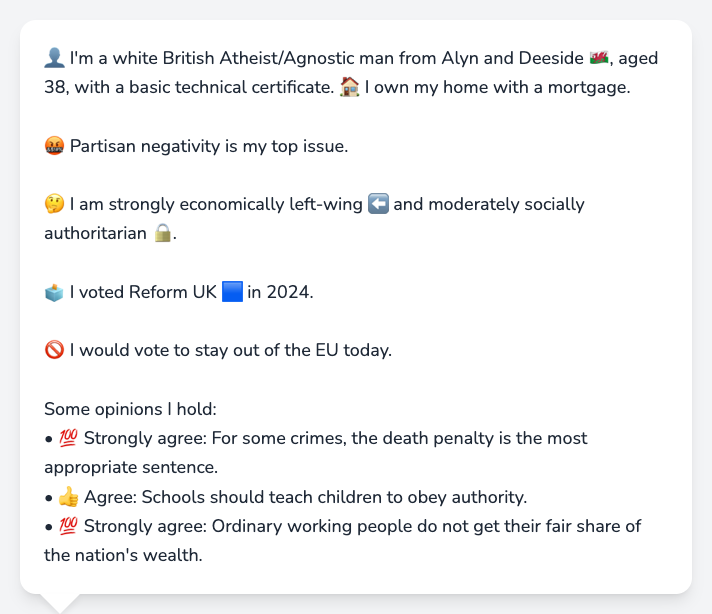 👤 I'm a white British Atheist/Agnostic man from Alyn and Deeside 🏴󠁧󠁢󠁷󠁬󠁳󠁿, aged
38, with a basic technical certificate. 🏠 I own my home with a mortgage.
🤬 Partisan negativity is my top issue.
🤔 I am strongly economically left-wing ⬅️ and moderately socially
authoritarian 🔒.
🗳️ I voted Reform UK 🟦 in 2024.
🚫 I would vote to stay out of the EU today.
Some opinions I hold:
• 💯 Strongly agree: For some crimes, the death penalty is the most
appropriate sentence.
• 👍 Agree: Schools should teach children to obey authority.
• 💯 Strongly agree: Ordinary working people do not get their fair share of
the nation's wealth.